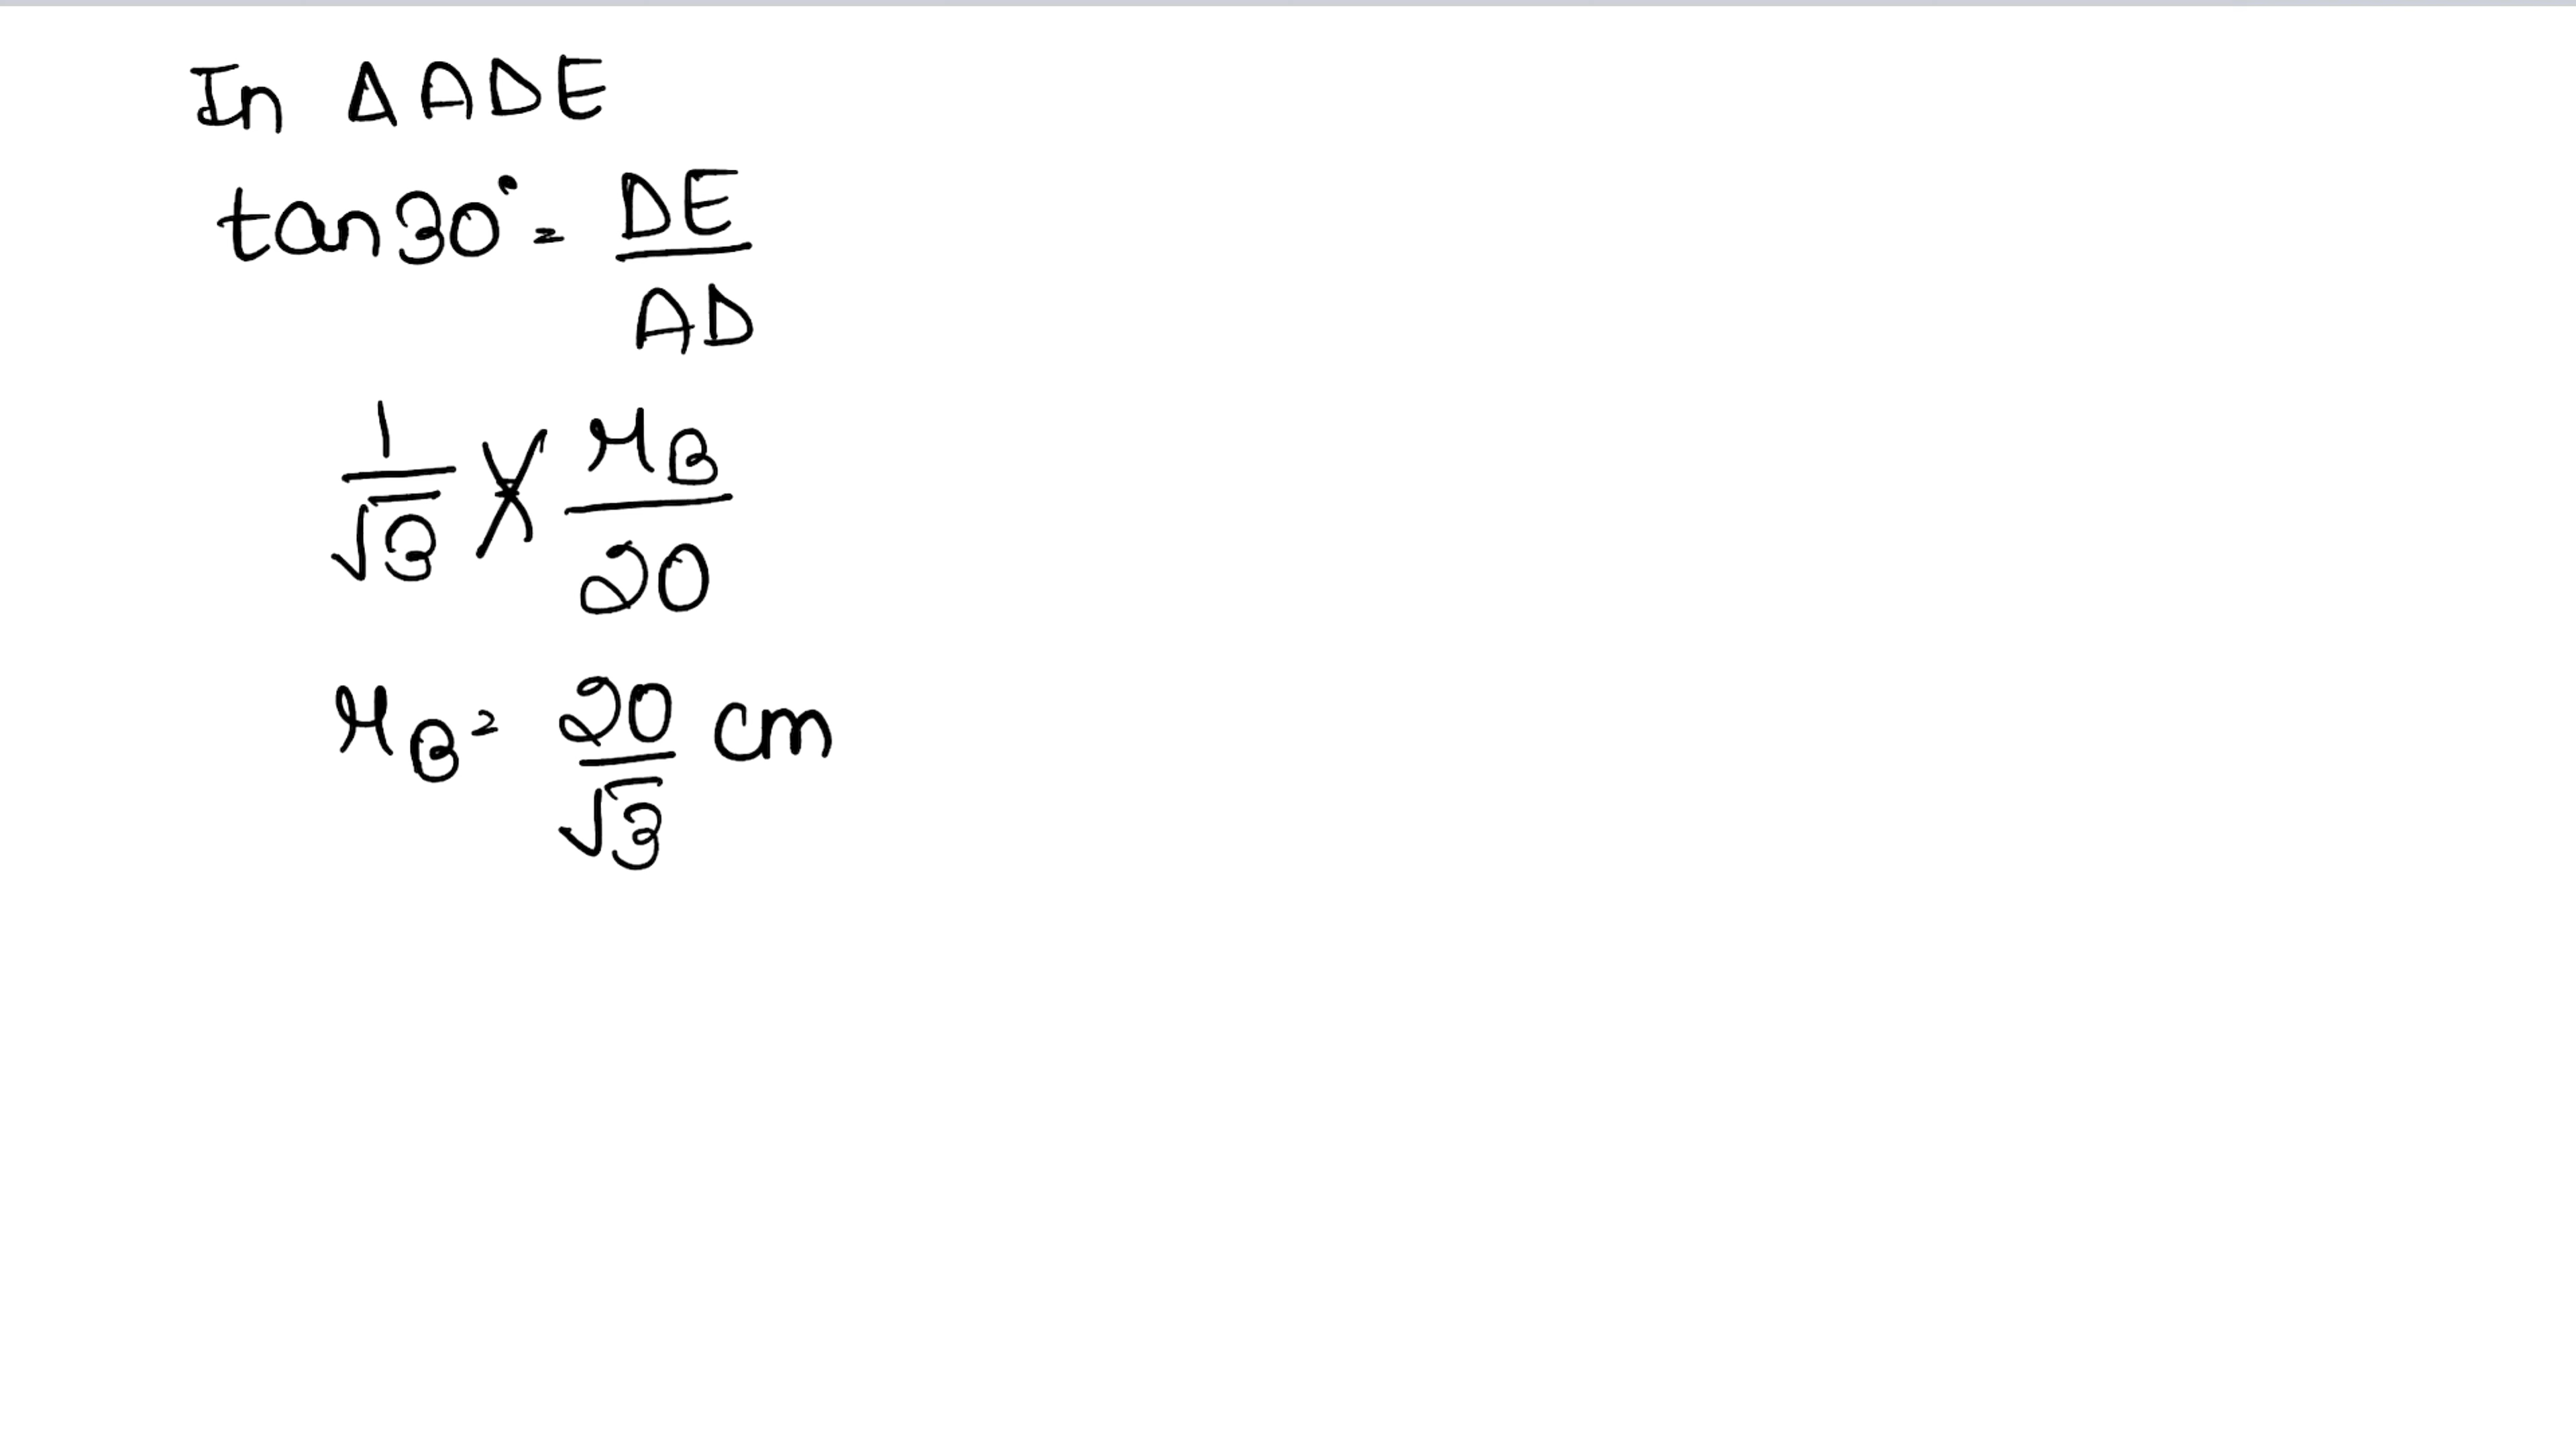 In ΔADE
tan30° = DE/AD
1/√3 = r_B/20
r_B = 20/√3 cm